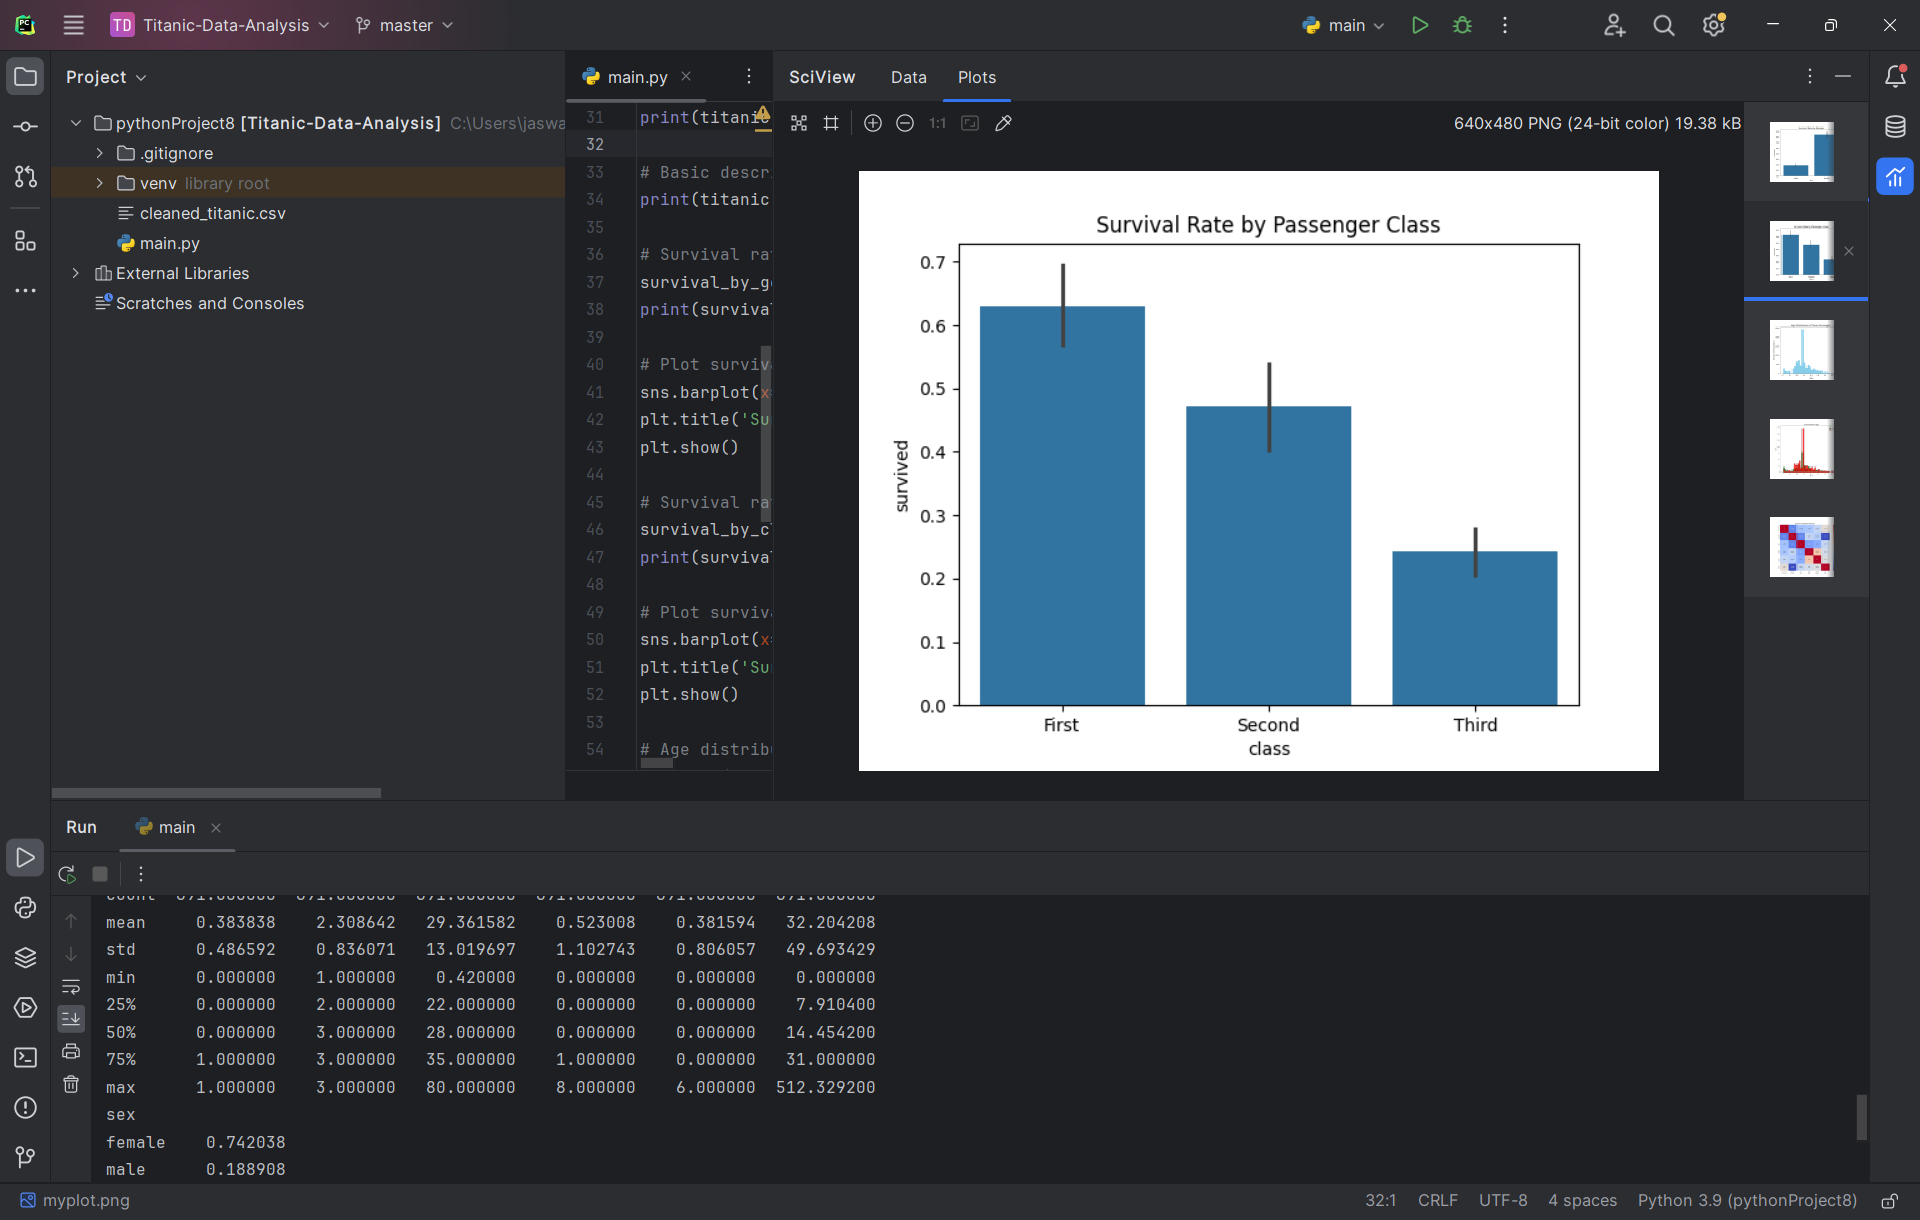 TD Titanic-Data-Analysis master main
Project
main.py
SciView Data Plots
pythonProject8 [Titanic-Data-Analysis] C:\Users\jaswa
.gitignore
venv library root
cleaned_titanic.csv
main.py
External Libraries
Scratches and Consoles
31 print(titanic
32
33 # Basic descr
34 print(titanic
35
36 # Survival ra
37 survival_by_g
38 print(surviva
39
40 # Plot surviv
41 sns.barplot(x
42 plt.title('Su
43 plt.show()
44
45 # Survival ra
46 survival_by_c
47 print(surviva
48
49 # Plot surviv
50 sns.barplot(x
51 plt.title('Su
52 plt.show()
53
54 # Age distrib
1:1 640x480 PNG (24-bit color) 19.38 kB
Survival Rate by Passenger Class
0.7
0.6
0.5
0.4
0.3
0.2
0.1
0.0
survived
First Second Third
class
Run main
mean 0.383838 2.308642 29.361582 0.523008 0.381594 32.204208
std 0.486592 0.836071 13.019697 1.102743 0.806057 49.693429
min 0.000000 1.000000 0.420000 0.000000 0.000000 0.000000
25% 0.000000 2.000000 22.000000 0.000000 0.000000 7.910400
50% 0.000000 3.000000 28.000000 0.000000 0.000000 14.454200
75% 1.000000 3.000000 35.000000 1.000000 0.000000 31.000000
max 1.000000 3.000000 80.000000 8.000000 6.000000 512.329200
sex
female 0.742038
male 0.188908
myplot.png 32:1 CRLF UTF-8 4 spaces Python 3.9 (pythonProject8)